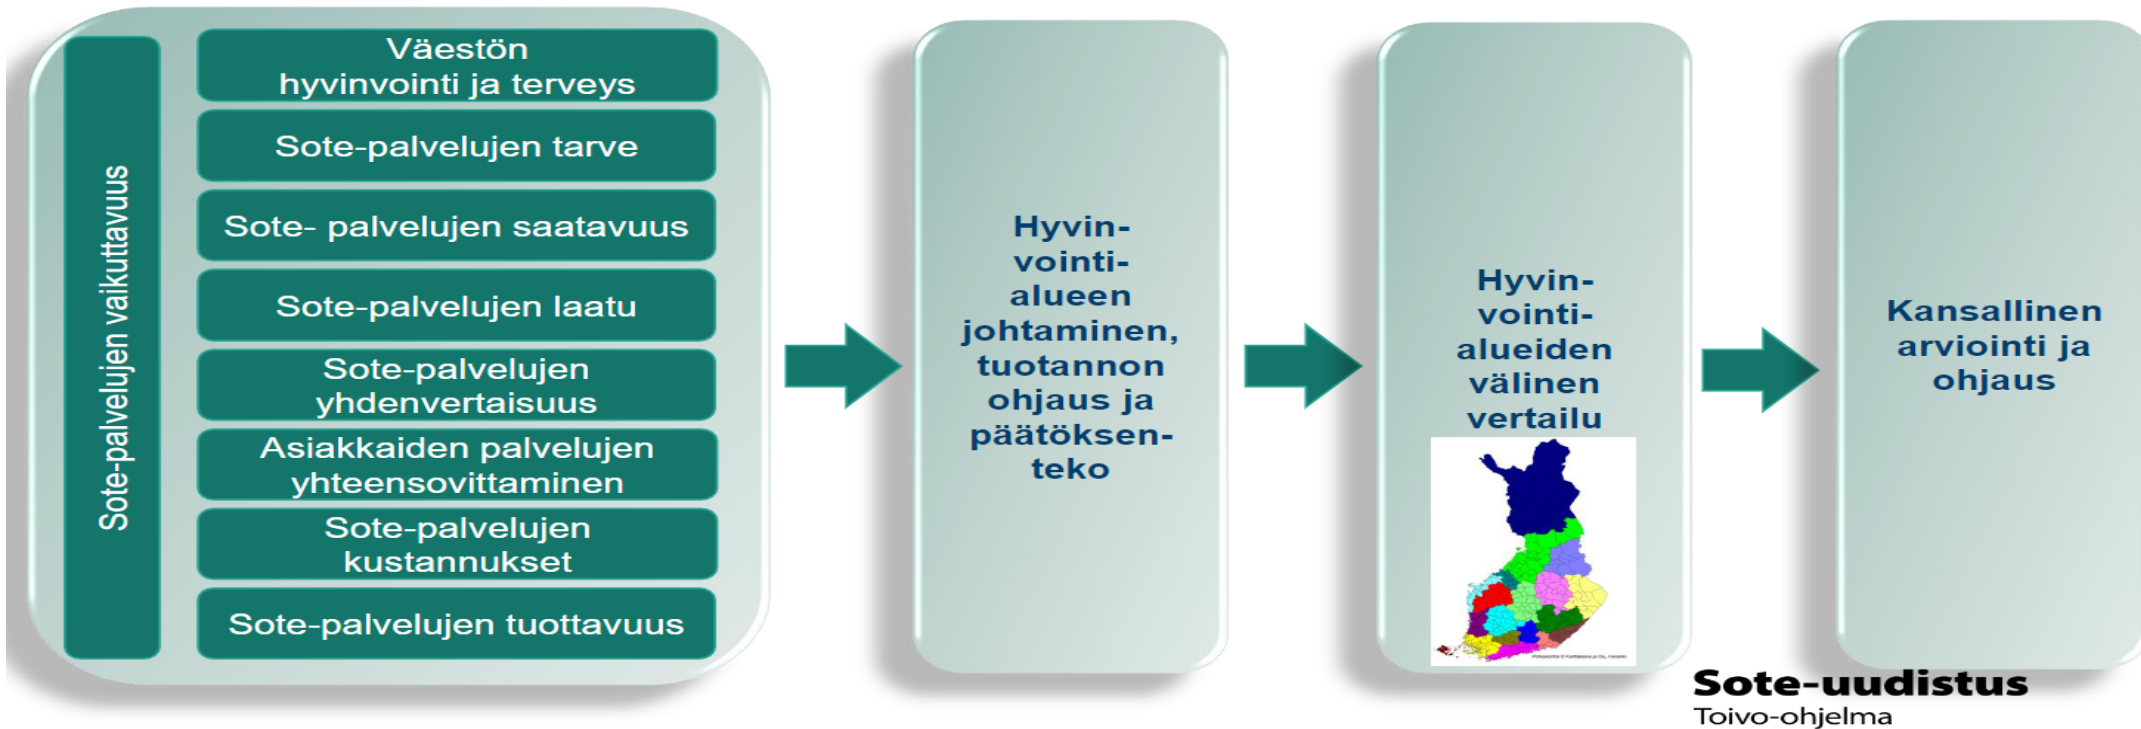 Sote-palvelujen vaikuttavuus
Väestön
hyvinvointi ja terveys
Sote-palvelujen tarve
Sote- palvelujen saatavuus
Sote-palvelujen laatu
Sote-palvelujen
yhdenvertaisuus
Asiakkaiden palvelujen
yhteensovittaminen
Sote-palvelujen
kustannukset
Sote-palvelujen tuottavuus
Hyvin-
vointi-
alueen
johtaminen,
tuotannon
ohjaus ja
päätöksen-
teko
Hyvin-
vointi-
alueiden
välinen
vertailu
Kansallinen
arviointi ja
ohjaus
Sote-uudistus
Toivo-ohjelma